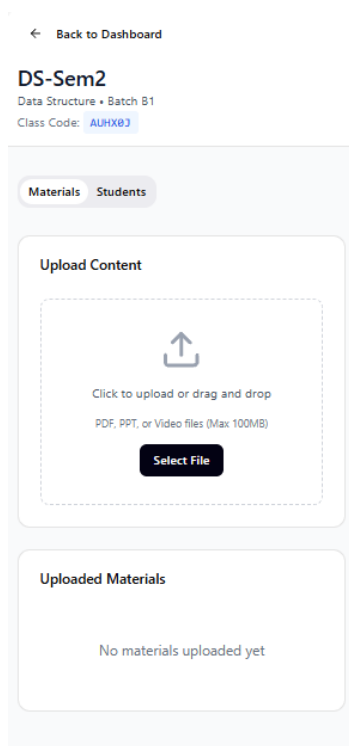 Back to Dashboard
DS-Sem2
Data Structure • Batch B1
Class Code: AUHX0J
Materials Students
Upload Content
Click to upload or drag and drop
PDF, PPT, or Video files (Max 100MB)
Select File
Uploaded Materials
No materials uploaded yet